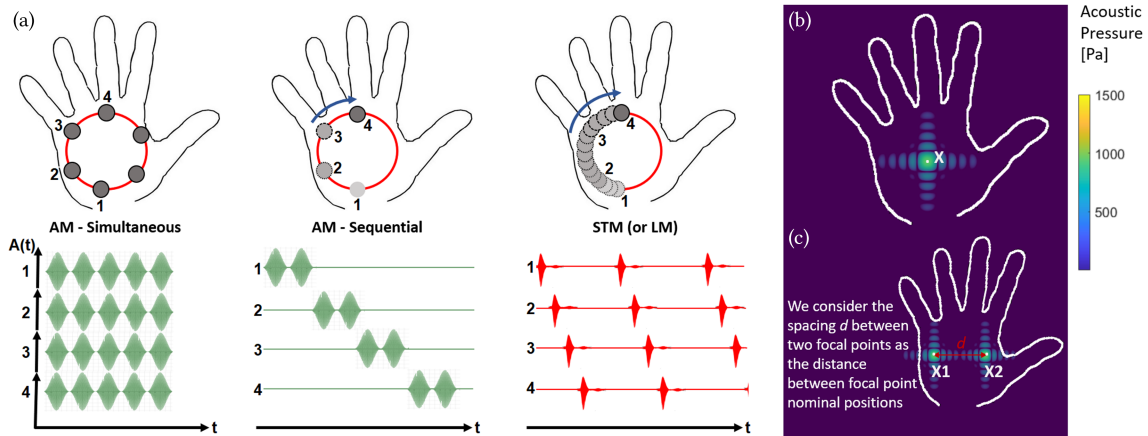 (a)
4
3
2
1
AM - Simultaneous
A(t)
1
2
3
4
t
4
3
2
1
AM - Sequential
1
2
3
4
t
4
3
2
1
STM (or LM)
1
2
3
4
t
(b)
X
Acoustic
Pressure
[Pa]
1500
1000
500
(c)
We consider the
spacing d between
two focal points as
the distance
between focal point
nominal positions
d
X1 X2